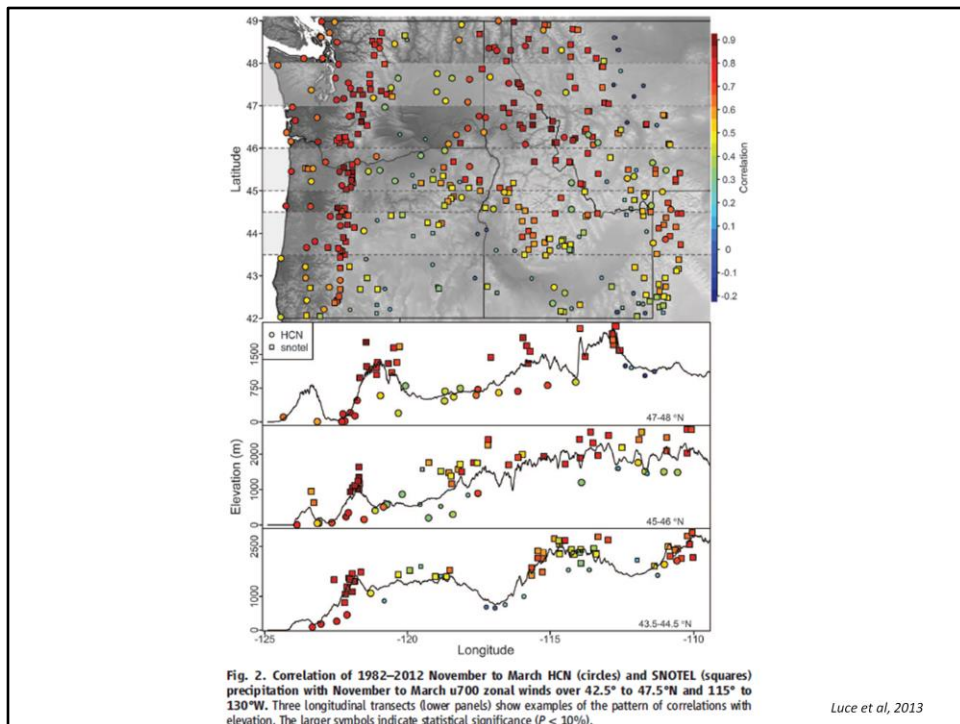 49
48
47
46
45
44
43
42
Latitude
0.9
0.8
0.7
0.6
0.5
0.4
0.3
0.2
0.1
0
-0.1
-0.2
Correlation
HCN
snotel
1500
750
0
47-48 °N
2000
1000
0
45-46 °N
2500
1000
0
43.5-44.5 °N
Elevation (m)
-125
-120
-115
-110
Longitude
Fig. 2. Correlation of 1982–2012 November to March HCN (circles) and SNOTEL (squares)
precipitation with November to March u700 zonal winds over 42.5° to 47.5°N and 115° to
130°W. Three longitudinal transects (lower panels) show examples of the pattern of correlations with
elevation. The larger symbols indicate statistical significance (P < 10%).
Luce et al, 2013